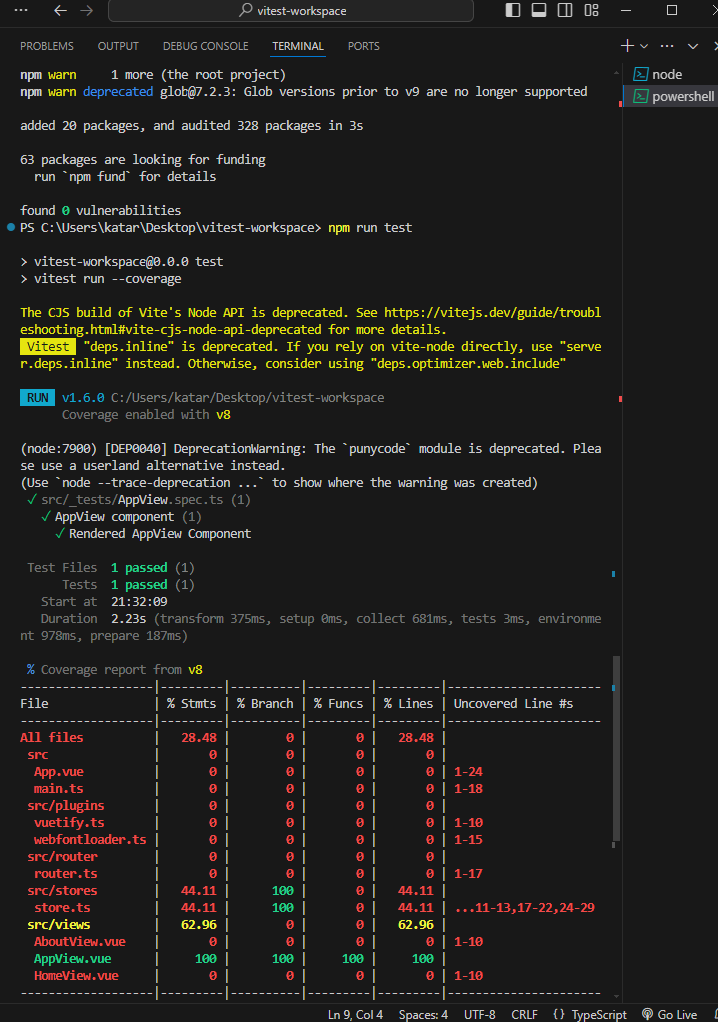 vitest-workspace
PROBLEMS OUTPUT DEBUG CONSOLE TERMINAL PORTS
node
powershell
npm warn     1 more (the root project)
npm warn deprecated glob@7.2.3: Glob versions prior to v9 are no longer supported
added 20 packages, and audited 328 packages in 3s
63 packages are looking for funding
  run `npm fund` for details
found 0 vulnerabilities
PS C:\Users\katar\Desktop\vitest-workspace> npm run test
> vitest-workspace@0.0.0 test
> vitest run --coverage
The CJS build of Vite's Node API is deprecated. See https://vitejs.dev/guide/troubl
eshooting.html#vite-cjs-node-api-deprecated for more details.
 Vitest  "deps.inline" is deprecated. If you rely on vite-node directly, use "serve
r.deps.inline" instead. Otherwise, consider using "deps.optimizer.web.include"
 RUN  v1.6.0 C:/Users/katar/Desktop/vitest-workspace
      Coverage enabled with v8
(node:7900) [DEP0040] DeprecationWarning: The `punycode` module is deprecated. Plea
se use a userland alternative instead.
(Use `node --trace-deprecation ...` to show where the warning was created)
 ✓ src/_tests/AppView.spec.ts (1)
   ✓ AppView component (1)
     ✓ Rendered AppView Component
 Test Files  1 passed (1)
      Tests  1 passed (1)
   Start at  21:32:09
   Duration  2.23s (transform 375ms, setup 0ms, collect 681ms, tests 3ms, environme
nt 978ms, prepare 187ms)
 % Coverage report from v8
-------------------|---------|----------|---------|---------|----------------------
File               | % Stmts | % Branch | % Funcs | % Lines | Uncovered Line #s
-------------------|---------|----------|---------|---------|----------------------
All files          |   28.48 |        0 |       0 |   28.48 |
 src               |       0 |        0 |       0 |       0 |
  App.vue          |       0 |        0 |       0 |       0 | 1-24
  main.ts          |       0 |        0 |       0 |       0 | 1-18
 src/plugins       |       0 |        0 |       0 |       0 |
  vuetify.ts       |       0 |        0 |       0 |       0 | 1-10
  webfontloader.ts |       0 |        0 |       0 |       0 | 1-15
 src/router        |       0 |        0 |       0 |       0 |
  router.ts        |       0 |        0 |       0 |       0 | 1-17
 src/stores        |   44.11 |      100 |       0 |   44.11 |
  store.ts         |   44.11 |      100 |       0 |   44.11 | ...11-13,17-22,24-29
 src/views         |   62.96 |        0 |       0 |   62.96 |
  AboutView.vue    |       0 |        0 |       0 |       0 | 1-10
  AppView.vue      |     100 |      100 |     100 |     100 |
  HomeView.vue     |       0 |        0 |       0 |       0 | 1-10
-------------------|---------|----------|---------|---------|----------------------
Ln 9, Col 4 Spaces: 4 UTF-8 CRLF {} TypeScript Go Live